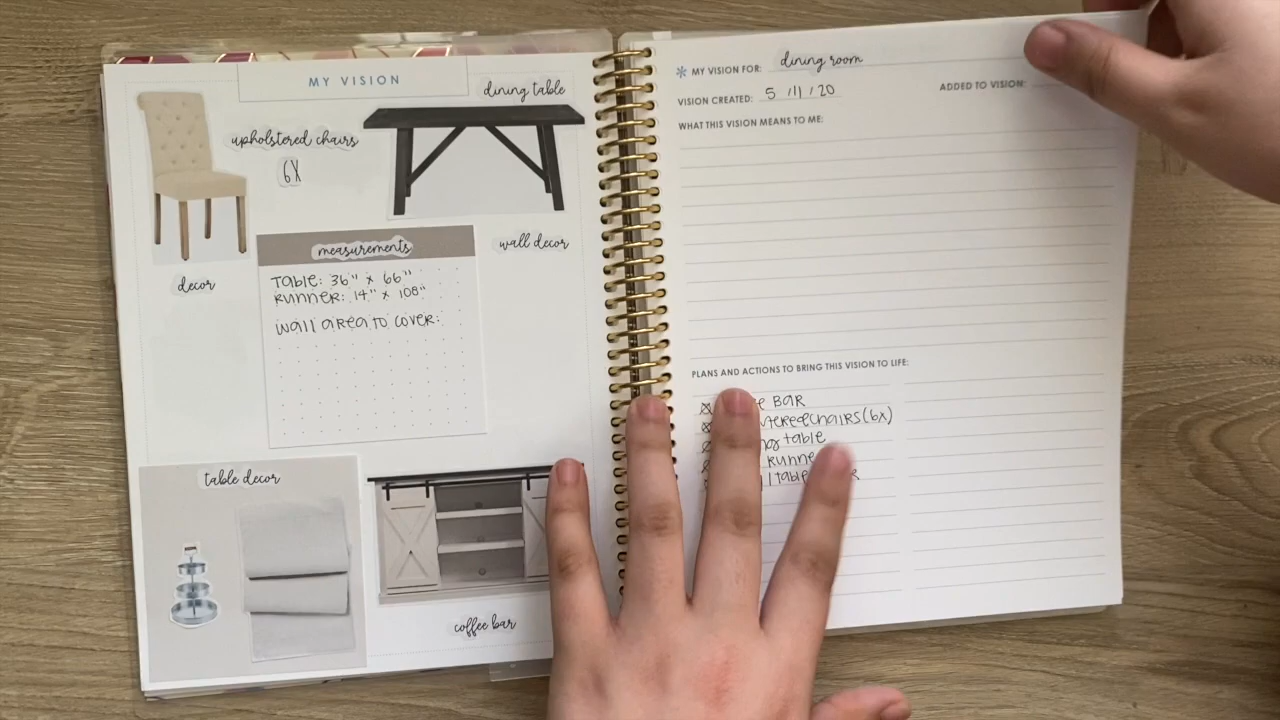 MY VISION
dining table
upholstered chairs
6X
measurements
wall decor
decor
Table: 36" x 66"
Runner: 14" x 108"
wall area to cover:
table decor
coffee bar
MY VISION FOR: dining room
VISION CREATED: 5 /11 / 20
ADDED TO VISION:
WHAT THIS VISION MEANS TO ME:
PLANS AND ACTIONS TO BRING THIS VISION TO LIFE:
BAR
chairs (6x)
table